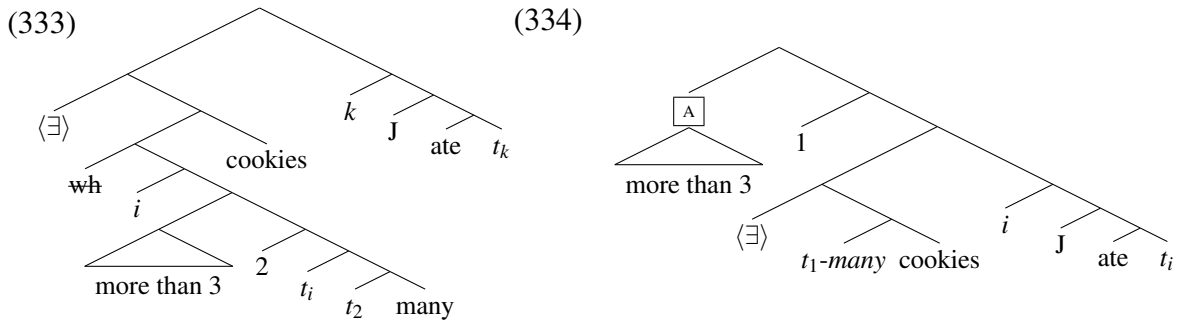 (333)
⟨∃⟩
wh
i
more than 3
2
t_i
t_2
many
cookies
k
J
ate
t_k
(334)
A
more than 3
1
⟨∃⟩
t_1-many
cookies
i
J
ate
t_i